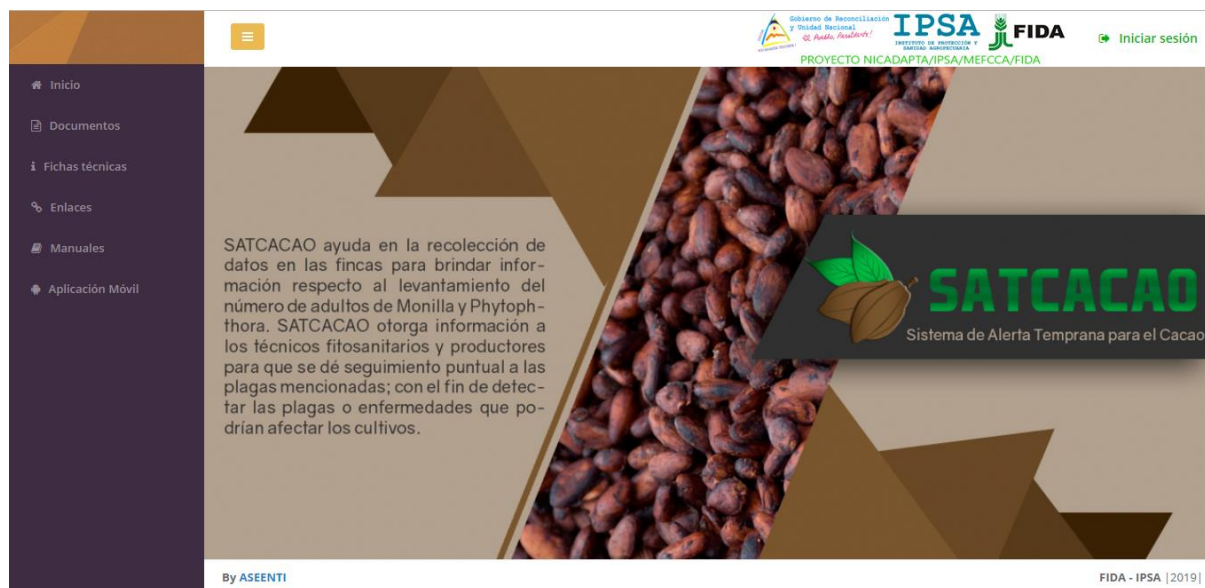 Gobierno de Reconciliación
y Unidad Nacional
El Pueblo, Presidente!
IPSA
INSTITUTO DE PROTECCIÓN Y
SANIDAD AGROPECUARIA
FIDA
PROYECTO NICADAPTA/IPSA/MEFCCA/FIDA
Iniciar sesión
Inicio
Documentos
Fichas técnicas
Enlaces
Manuales
Aplicación Móvil
SATCACAO ayuda en la recolección de
datos en las fincas para brindar infor-
mación respecto al levantamiento del
número de adultos de Monilla y Phytoph-
thora. SATCACAO otorga información a
los técnicos fitosanitarios y productores
para que se dé seguimiento puntual a las
plagas mencionadas; con el fin de detec-
tar las plagas o enfermedades que po-
drían afectar los cultivos.
SATCACAO
Sistema de Alerta Temprana para el Cacao
By ASEENTI
FIDA - IPSA |2019|